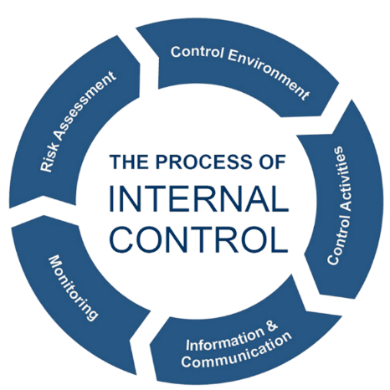 THE PROCESS OF
INTERNAL
CONTROL
Control Environment
Control Activities
Information &
Communication
Monitoring
Risk Assessment